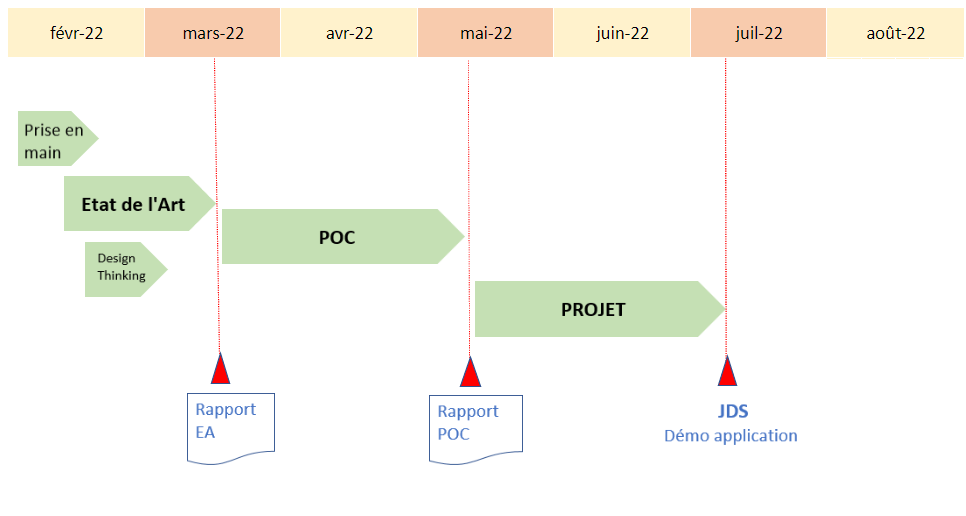 févr-22
mars-22
avr-22
mai-22
juin-22
juil-22
août-22
Prise en
main
Etat de l'Art
Design
Thinking
POC
PROJET
Rapport
EA
Rapport
POC
JDS
Démo application